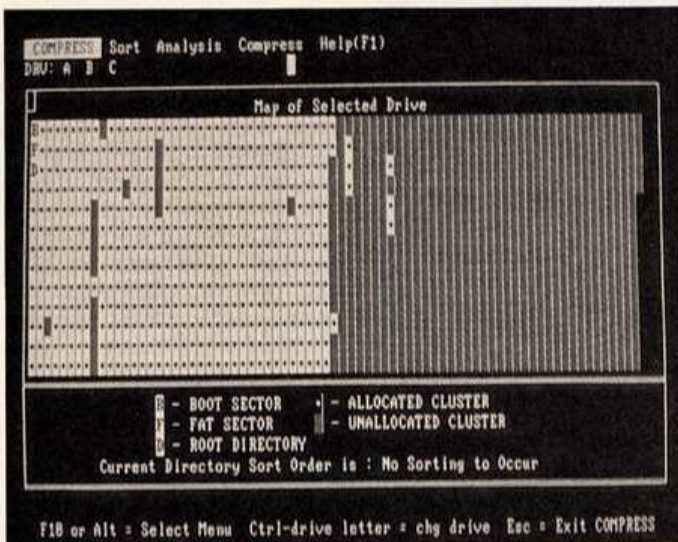 COMPRESS Sort Analysis Compress Help(F1)
DRV: A B C
Map of Selected Drive
B
F
D
B - BOOT SECTOR • - ALLOCATED CLUSTER
F - FAT SECTOR - UNALLOCATED CLUSTER
D - ROOT DIRECTORY
Current Directory Sort Order is : No Sorting to Occur
F10 or Alt = Select Menu Ctrl-drive letter = chg drive Esc = Exit COMPRESS